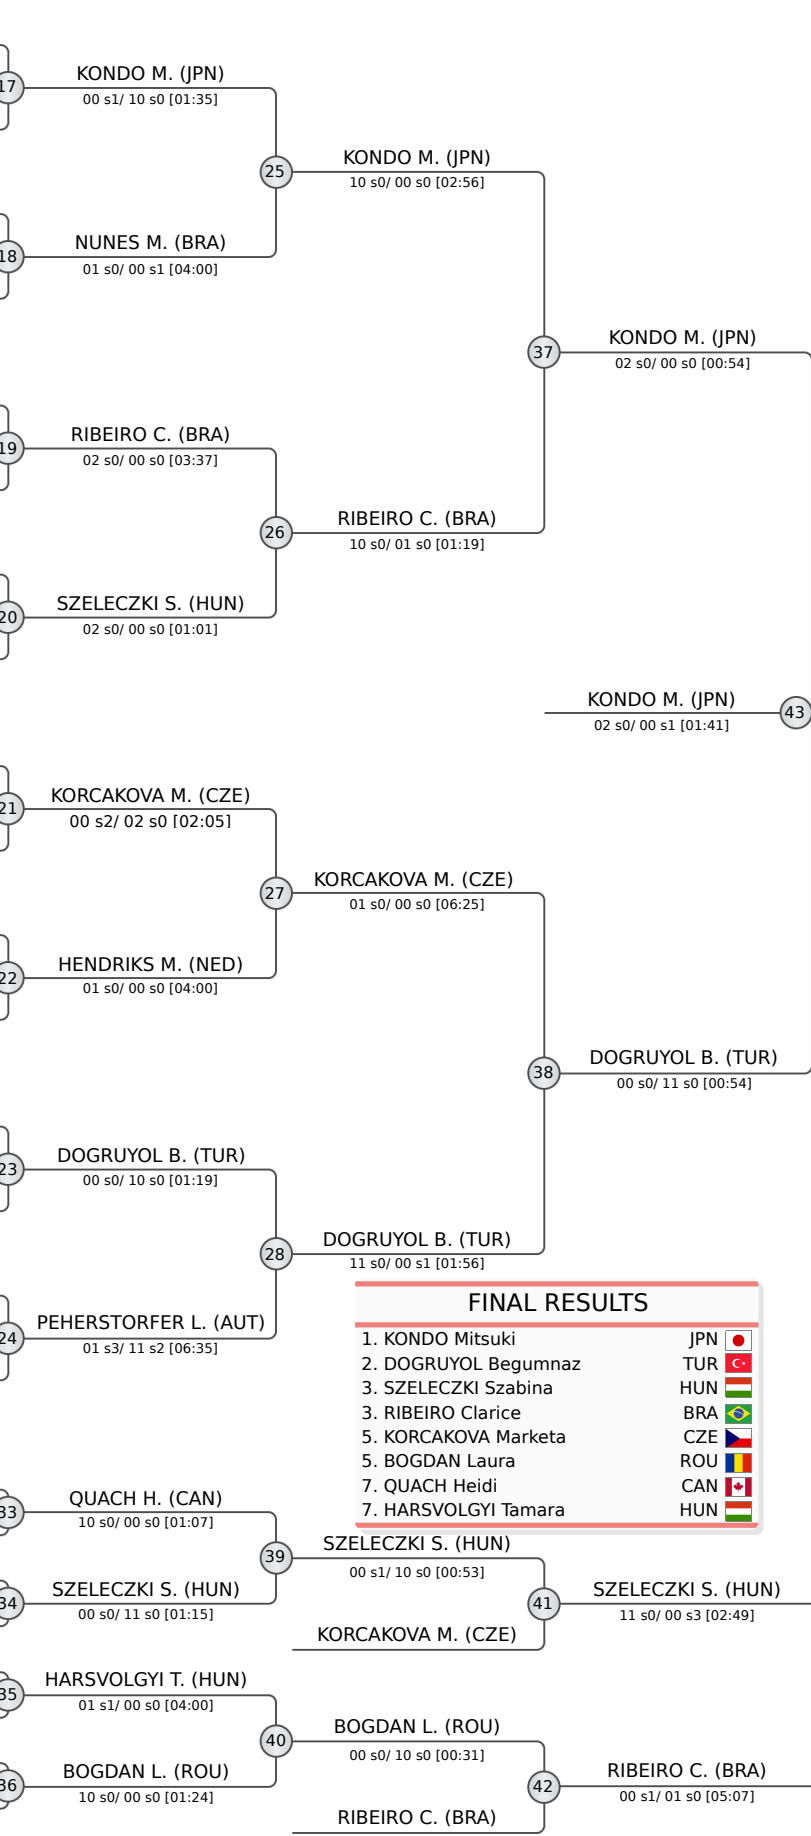 17
KONDO M. (JPN)
00 s1/ 10 s0 [01:35]
25
KONDO M. (JPN)
10 s0/ 00 s0 [02:56]
18
NUNES M. (BRA)
01 s0/ 00 s1 [04:00]
37
KONDO M. (JPN)
02 s0/ 00 s0 [00:54]
19
RIBEIRO C. (BRA)
02 s0/ 00 s0 [03:37]
26
RIBEIRO C. (BRA)
10 s0/ 01 s0 [01:19]
20
SZELECZKI S. (HUN)
02 s0/ 00 s0 [01:01]
KONDO M. (JPN)
02 s0/ 00 s1 [01:41]
43
21
KORCAKOVA M. (CZE)
00 s2/ 02 s0 [02:05]
27
KORCAKOVA M. (CZE)
01 s0/ 00 s0 [06:25]
22
HENDRIKS M. (NED)
01 s0/ 00 s0 [04:00]
38
DOGRUYOL B. (TUR)
00 s0/ 11 s0 [00:54]
23
DOGRUYOL B. (TUR)
00 s0/ 10 s0 [01:19]
28
DOGRUYOL B. (TUR)
11 s0/ 00 s1 [01:56]
24
PEHERSTORFER L. (AUT)
01 s3/ 11 s2 [06:35]
FINAL RESULTS
1. KONDO Mitsuki JPN
2. DOGRUYOL Begumnaz TUR
3. SZELECZKI Szabina HUN
3. RIBEIRO Clarice BRA
5. KORCAKOVA Marketa CZE
5. BOGDAN Laura ROU
7. QUACH Heidi CAN
7. HARSVOLGYI Tamara HUN
33
QUACH H. (CAN)
10 s0/ 00 s0 [01:07]
39
SZELECZKI S. (HUN)
00 s1/ 10 s0 [00:53]
34
SZELECZKI S. (HUN)
00 s0/ 11 s0 [01:15]
41
SZELECZKI S. (HUN)
11 s0/ 00 s3 [02:49]
KORCAKOVA M. (CZE)
35
HARSVOLGYI T. (HUN)
01 s1/ 00 s0 [04:00]
40
BOGDAN L. (ROU)
00 s0/ 10 s0 [00:31]
36
BOGDAN L. (ROU)
10 s0/ 00 s0 [01:24]
42
RIBEIRO C. (BRA)
00 s1/ 01 s0 [05:07]
RIBEIRO C. (BRA)